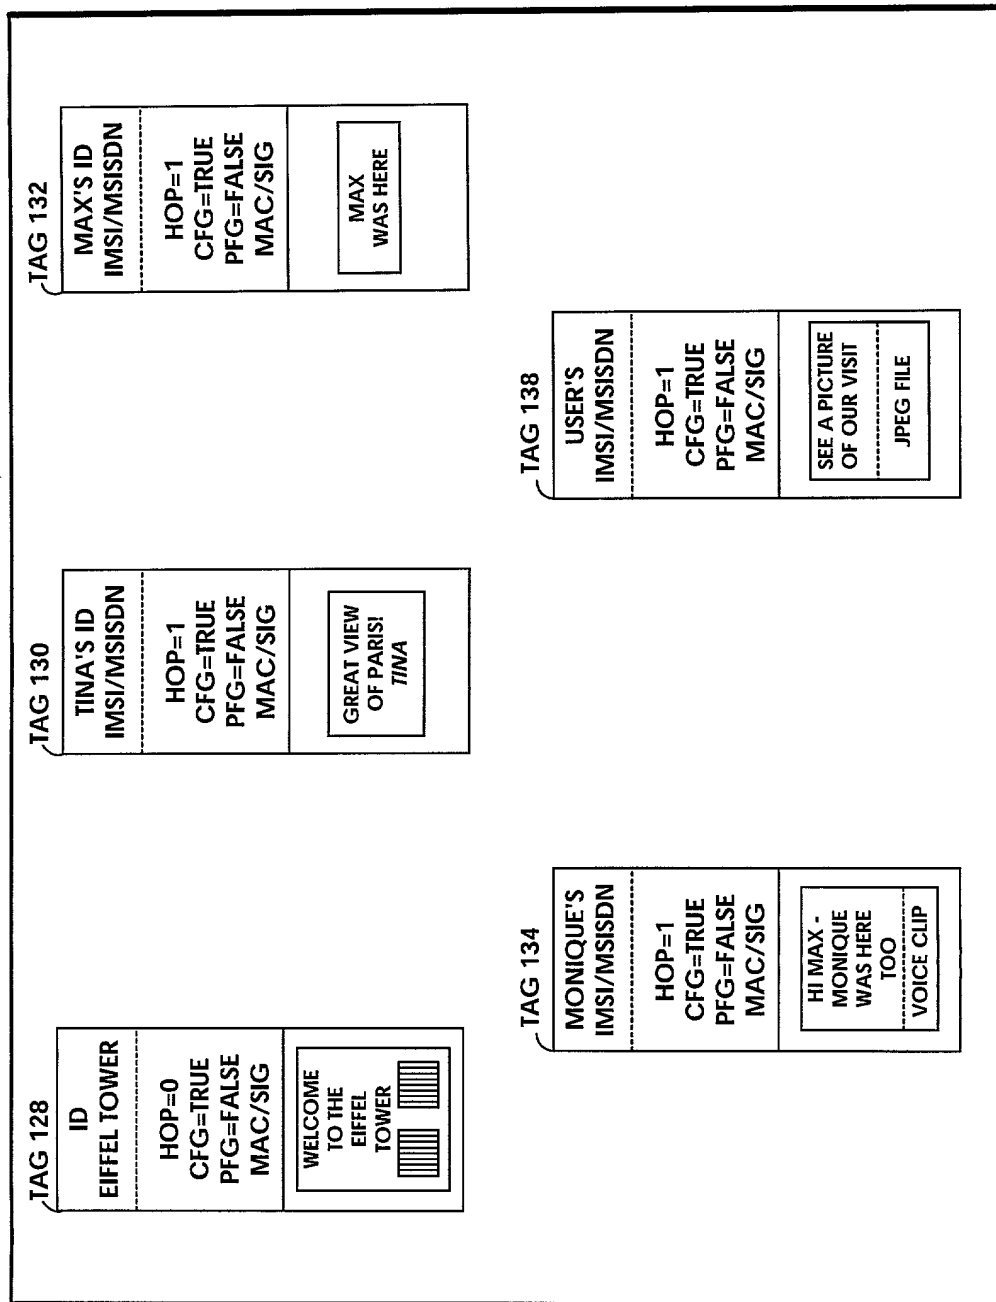 TAG 128
ID
EIFFEL TOWER
HOP=0
CFG=TRUE
PFG=FALSE
MAC/SIG
WELCOME
TO THE
EIFFEL
TOWER
TAG 130
TINA'S ID
IMSI/MSISDN
HOP=1
CFG=TRUE
PFG=FALSE
MAC/SIG
GREAT VIEW
OF PARIS!
TINA
TAG 132
MAX'S ID
IMSI/MSISDN
HOP=1
CFG=TRUE
PFG=FALSE
MAC/SIG
MAX
WAS HERE
TAG 134
MONIQUE'S
IMSI/MSISDN
HOP=1
CFG=TRUE
PFG=FALSE
MAC/SIG
HI MAX -
MONIQUE
WAS HERE
TOO
VOICE CLIP
TAG 138
USER'S
IMSI/MSISDN
HOP=1
CFG=TRUE
PFG=FALSE
MAC/SIG
SEE A PICTURE
OF OUR VISIT
JPEG FILE